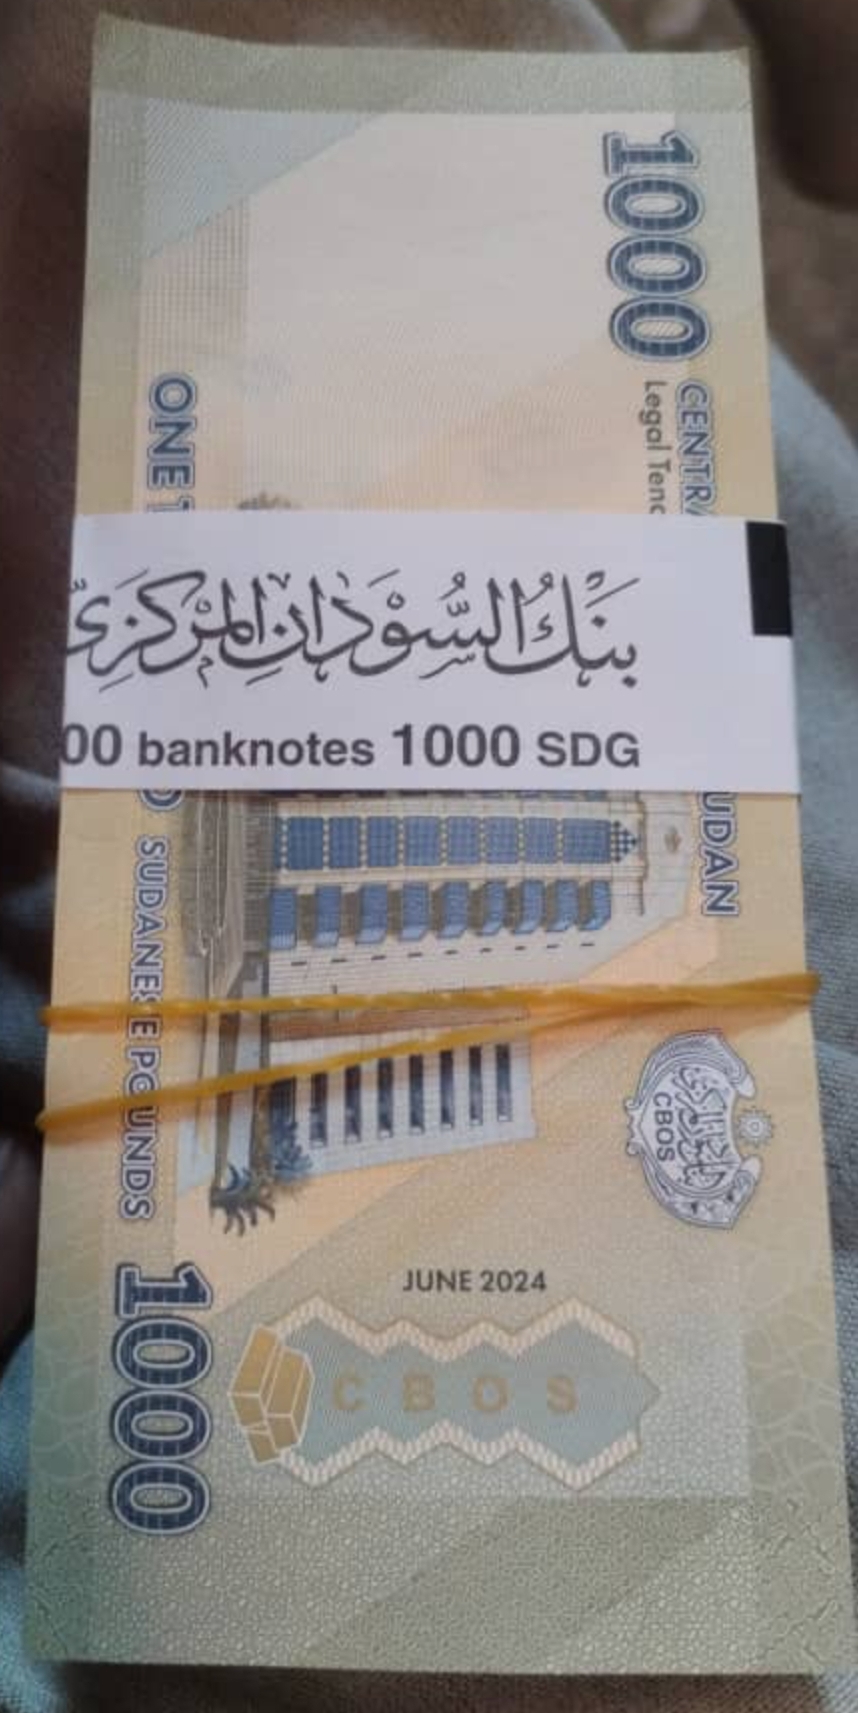 1000
CENTRA
Legal Tend
ONE
بنك السودان المركزي
00 banknotes 1000 SDG
UDAN
SUDANESE POUNDS
CBOS
JUNE 2024
CBOS
1000